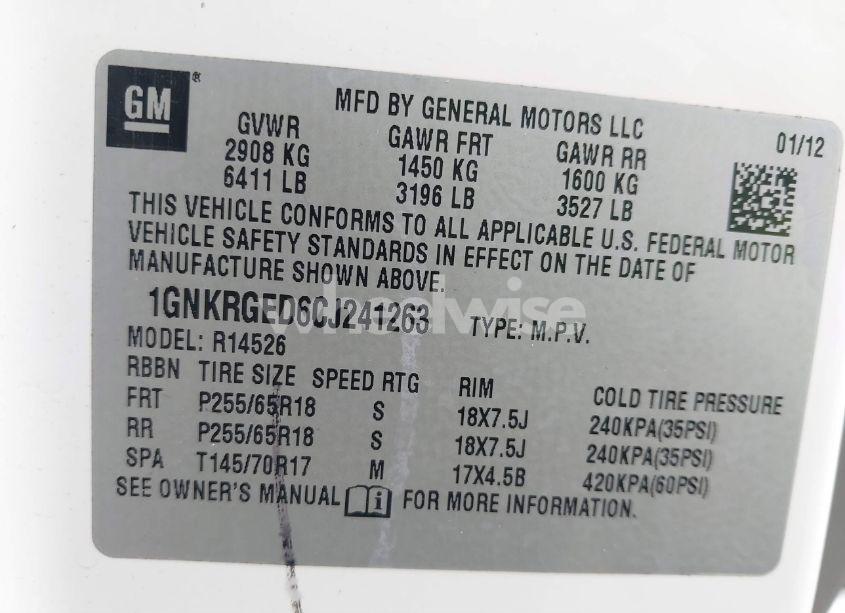 GM®
MFD BY GENERAL MOTORS LLC
01/12
GVWR GAWR FRT GAWR RR
2908 KG 1450 KG 1600 KG
6411 LB 3196 LB 3527 LB
THIS VEHICLE CONFORMS TO ALL APPLICABLE U.S. FEDERAL MOTOR
VEHICLE SAFETY STANDARDS IN EFFECT ON THE DATE OF
MANUFACTURE SHOWN ABOVE.
1GNKRGED6CJ241263 TYPE: M.P.V.
wheelwise
MODEL: R14526
RBBN TIRE SIZE SPEED RTG RIM COLD TIRE PRESSURE
FRT P255/65R18 S 18X7.5J 240KPA(35PSI)
RR P255/65R18 S 18X7.5J 240KPA(35PSI)
SPA T145/70R17 M 17X4.5B 420KPA(60PSI)
SEE OWNER'S MANUAL i FOR MORE INFORMATION.